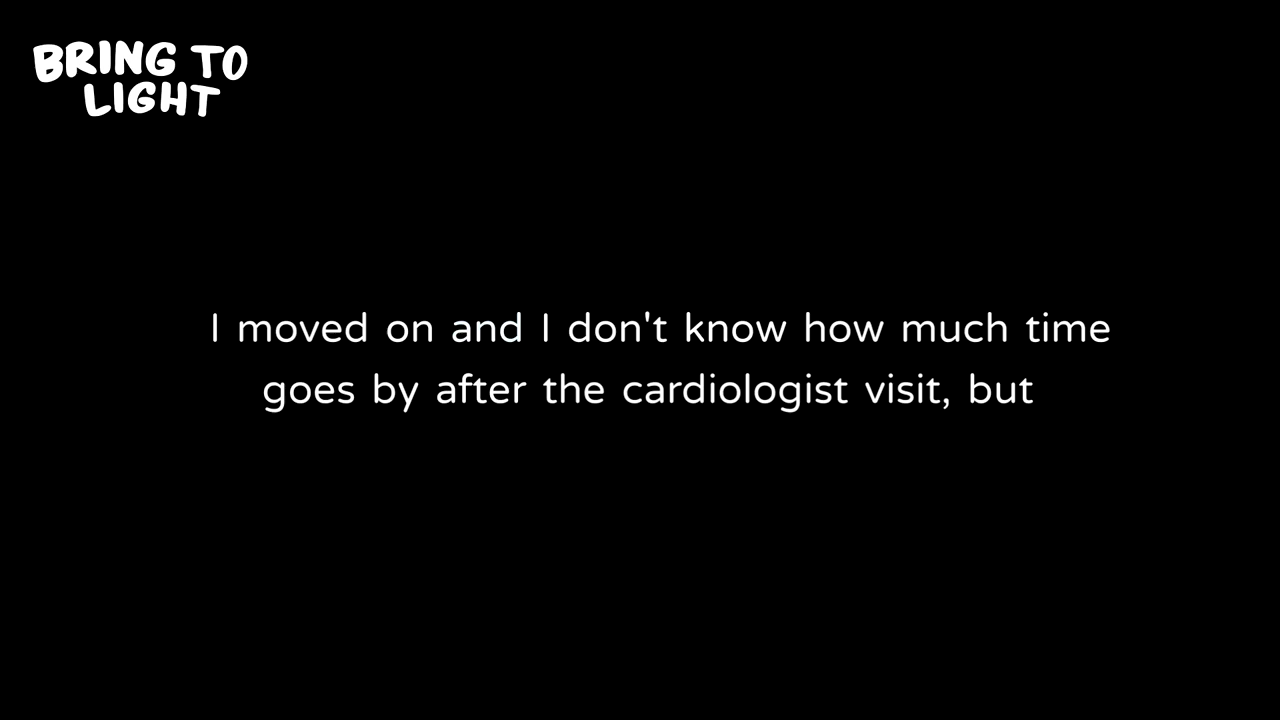 BRING TO
LIGHT
I moved on and I don't know how much time
goes by after the cardiologist visit, but